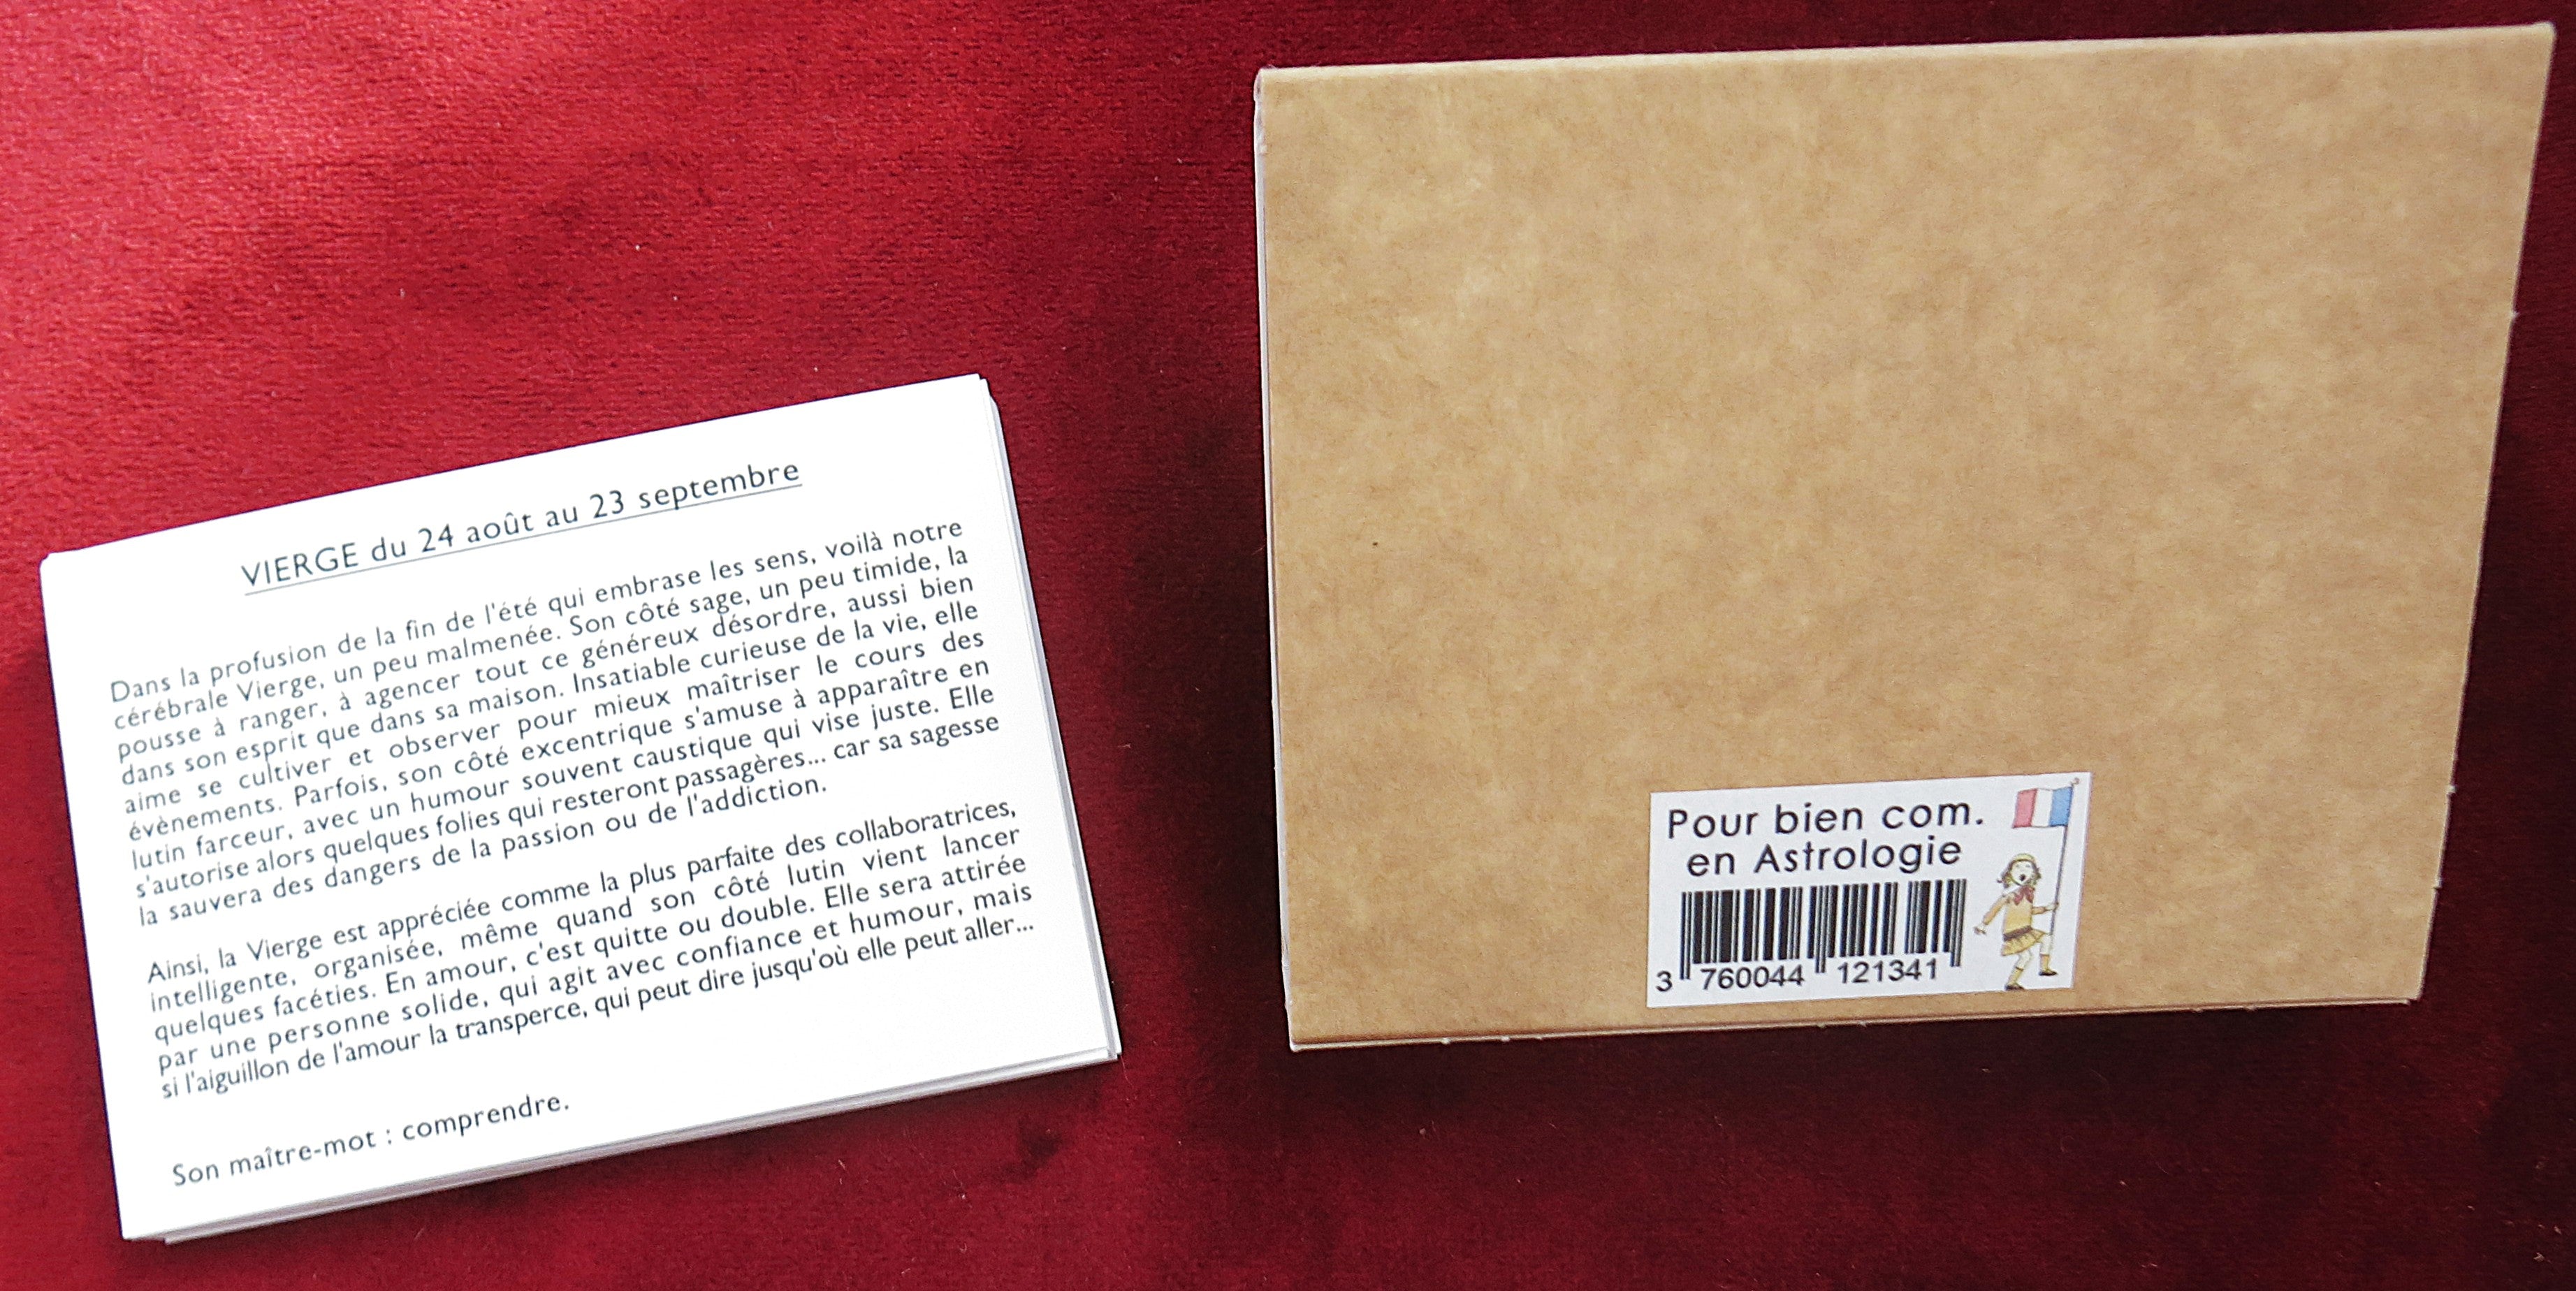 VIERGE du 24 août au 23 septembre
Dans la profusion de la fin de l'été qui embrase les sens, voilà notre
cérébrale Vierge, un peu malmenée. Son côté sage, un peu timide, la
pousse à ranger, à agencer tout ce généreux désordre, aussi bien
dans son esprit que dans sa maison. Insatiable curieuse de la vie, elle
aime se cultiver et observer pour mieux maîtriser le cours des
évènements. Parfois, son côté excentrique s'amuse à apparaître en
lutin farceur, avec un humour souvent caustique qui vise juste. Elle
s'autorise alors quelques folies qui resteront passagères... car sa sagesse
la sauvera des dangers de la passion ou de l'addiction.
Ainsi, la Vierge est appréciée comme la plus parfaite des collaboratrices,
intelligente, organisée, même quand son côté lutin vient lancer
quelques facéties. En amour, c'est quitte ou double. Elle sera attirée
par une personne solide, qui agit avec confiance et humour, mais
si l'aiguillon de l'amour la transperce, qui peut dire jusqu'où elle peut aller...
Son maître-mot : comprendre.
Pour bien com.
en Astrologie
3 760044 121341